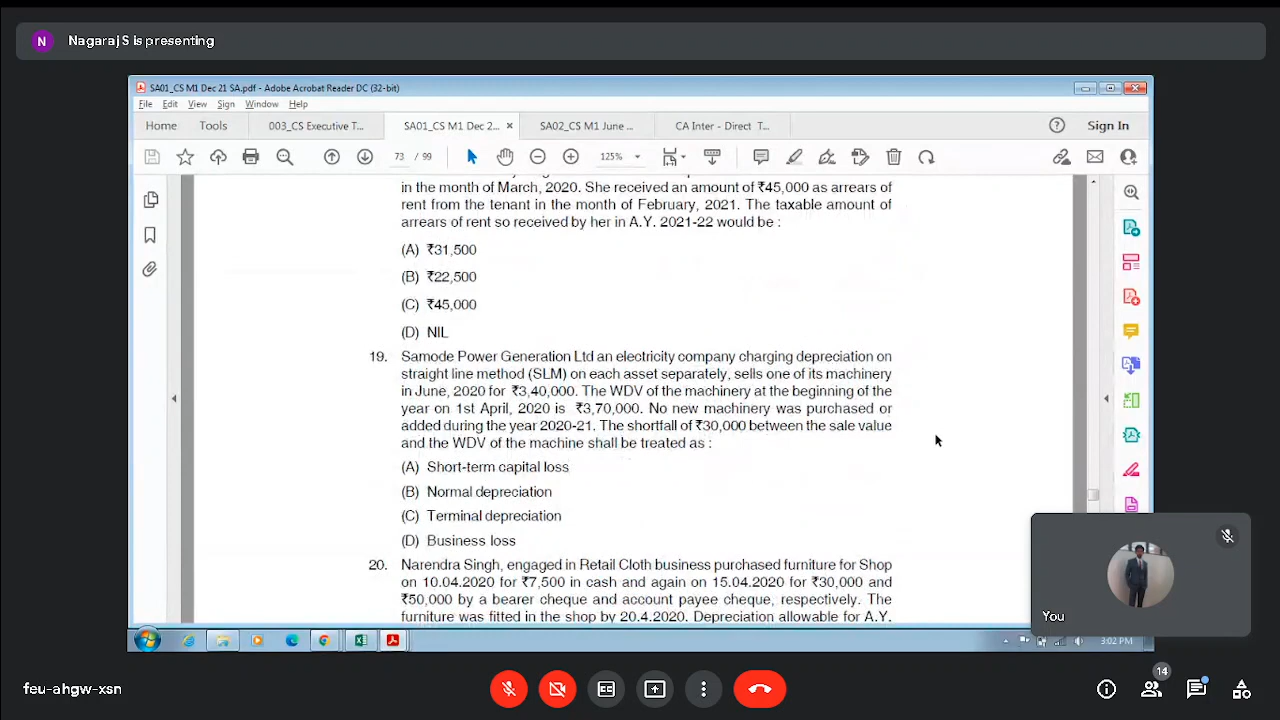 N Nagaraj S is presenting
SA01_CS M1 Dec 21 SA.pdf - Adobe Acrobat Reader DC (32-bit)
File Edit View Sign Window Help
Home Tools 003_CS Executive T... SA01_CS M1 Dec 2... × SA02_CS M1 June ... CA Inter - Direct T... Sign In
73 / 99 125%
in the month of March, 2020. She received an amount of ₹45,000 as arrears of
rent from the tenant in the month of February, 2021. The taxable amount of
arrears of rent so received by her in A.Y. 2021-22 would be :
(A) ₹31,500
(B) ₹22,500
(C) ₹45,000
(D) NIL
19. Samode Power Generation Ltd an electricity company charging depreciation on
straight line method (SLM) on each asset separately, sells one of its machinery
in June, 2020 for ₹3,40,000. The WDV of the machinery at the beginning of the
year on 1st April, 2020 is ₹3,70,000. No new machinery was purchased or
added during the year 2020-21. The shortfall of ₹30,000 between the sale value
and the WDV of the machine shall be treated as :
(A) Short-term capital loss
(B) Normal depreciation
(C) Terminal depreciation
(D) Business loss
20. Narendra Singh, engaged in Retail Cloth business purchased furniture for Shop
on 10.04.2020 for ₹7,500 in cash and again on 15.04.2020 for ₹30,000 and
₹50,000 by a bearer cheque and account payee cheque, respectively. The
furniture was fitted in the shop by 20.4.2020. Depreciation allowable for A.Y.
You
3:02 PM
feu-ahgw-xsn
CC
14